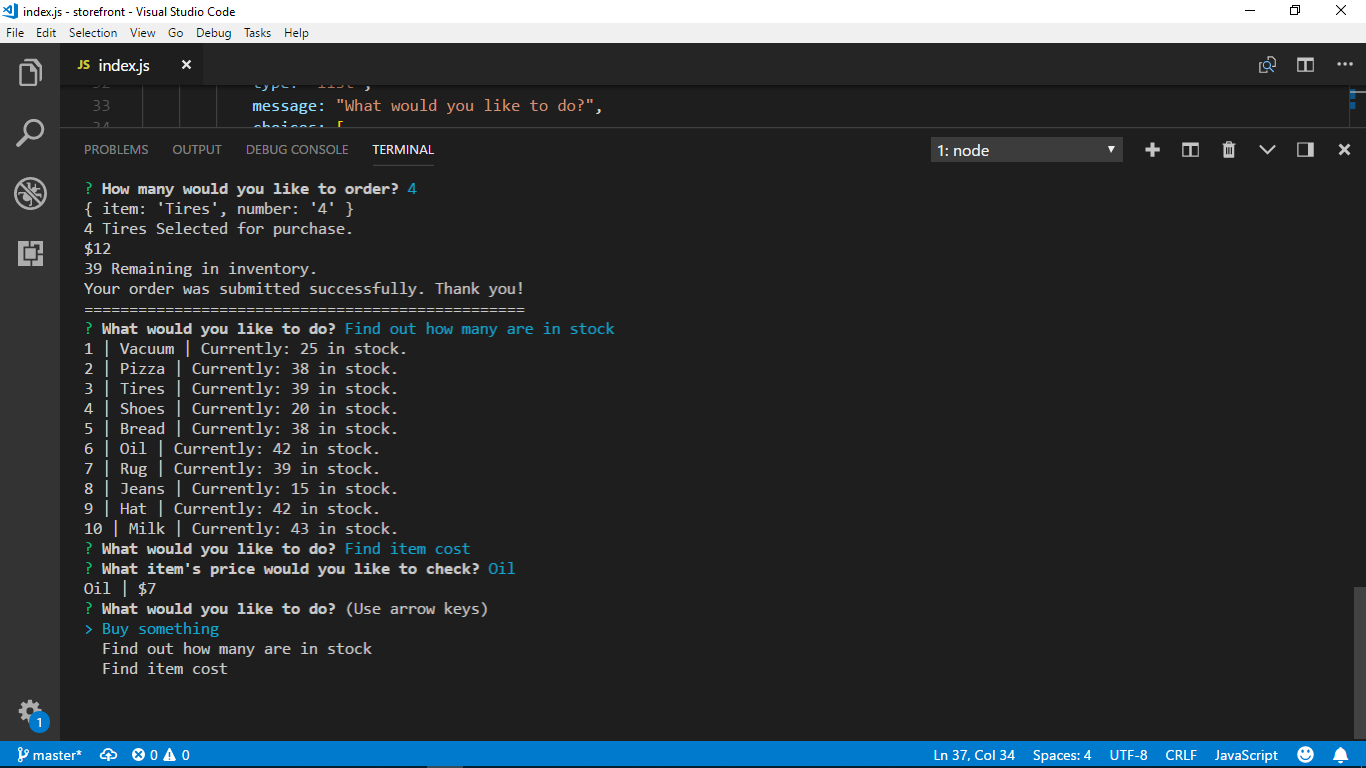 index.js - storefront - Visual Studio Code
File Edit Selection View Go Debug Tasks Help
JS index.js
32 type: "list",
33 message: "What would you like to do?",
34 choices: [
PROBLEMS OUTPUT DEBUG CONSOLE TERMINAL 1: node
? How many would you like to order? 4
{ item: 'Tires', number: '4' }
4 Tires Selected for purchase.
$12
39 Remaining in inventory.
Your order was submitted successfully. Thank you!
=================================================
? What would you like to do? Find out how many are in stock
1 | Vacuum | Currently: 25 in stock.
2 | Pizza | Currently: 38 in stock.
3 | Tires | Currently: 39 in stock.
4 | Shoes | Currently: 20 in stock.
5 | Bread | Currently: 38 in stock.
6 | Oil | Currently: 42 in stock.
7 | Rug | Currently: 39 in stock.
8 | Jeans | Currently: 15 in stock.
9 | Hat | Currently: 42 in stock.
10 | Milk | Currently: 43 in stock.
? What would you like to do? Find item cost
? What item's price would you like to check? Oil
Oil | $7
? What would you like to do? (Use arrow keys)
> Buy something
Find out how many are in stock
Find item cost
1
master* 0 0 Ln 37, Col 34 Spaces: 4 UTF-8 CRLF JavaScript